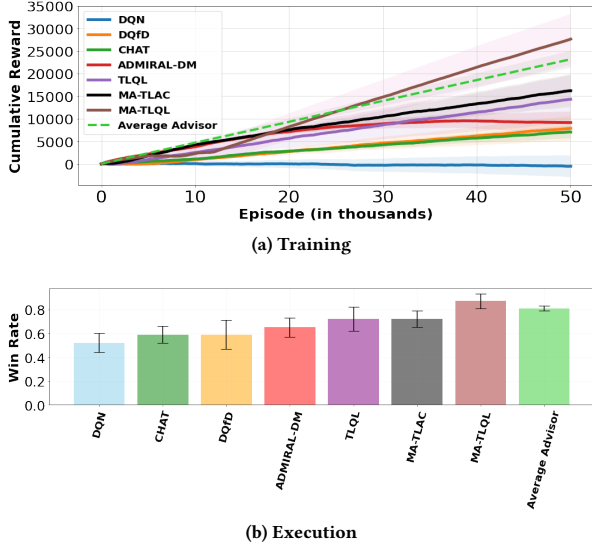 35000
30000
25000
20000
15000
10000
5000
0
Cumulative Reward
DQN
DQfD
CHAT
ADMIRAL-DM
TLQL
MA-TLAC
MA-TLQL
Average Advisor
0 10 20 30 40 50
Episode (in thousands)
(a) Training
0.8
0.6
0.4
0.2
0.0
Win Rate
DQN
CHAT
DQfD
ADMIRAL-DM
TLQL
MA-TLAC
MA-TLQL
Average Advisor
(b) Execution